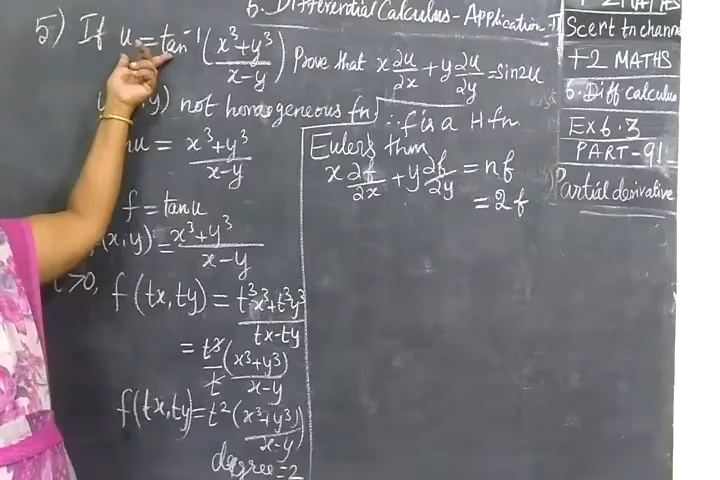 6. Differential Calculus - Application II
5) If u = tan⁻¹ (x³+y³ / x-y) Prove that x ∂u/∂x + y ∂u/∂y = sin2u
y) not homogeneous fn
nu = x³+y³ / x-y
f = tan u
(x,y) = x³+y³ / x-y
t>0, f(tx,ty) = t³x³+t³y³ / tx-ty
= t³/t (x³+y³) / x-y
f(tx,ty) = t² (x³+y³) / x-y
degree = 2
∴ f is a H fn.
Euler's thm
x ∂f/∂x + y ∂f/∂y = nf
= 2f
Scert tn channel
+2 MATHS
6. Diff calculus
Ex 6.3
PART-91
Partial derivative